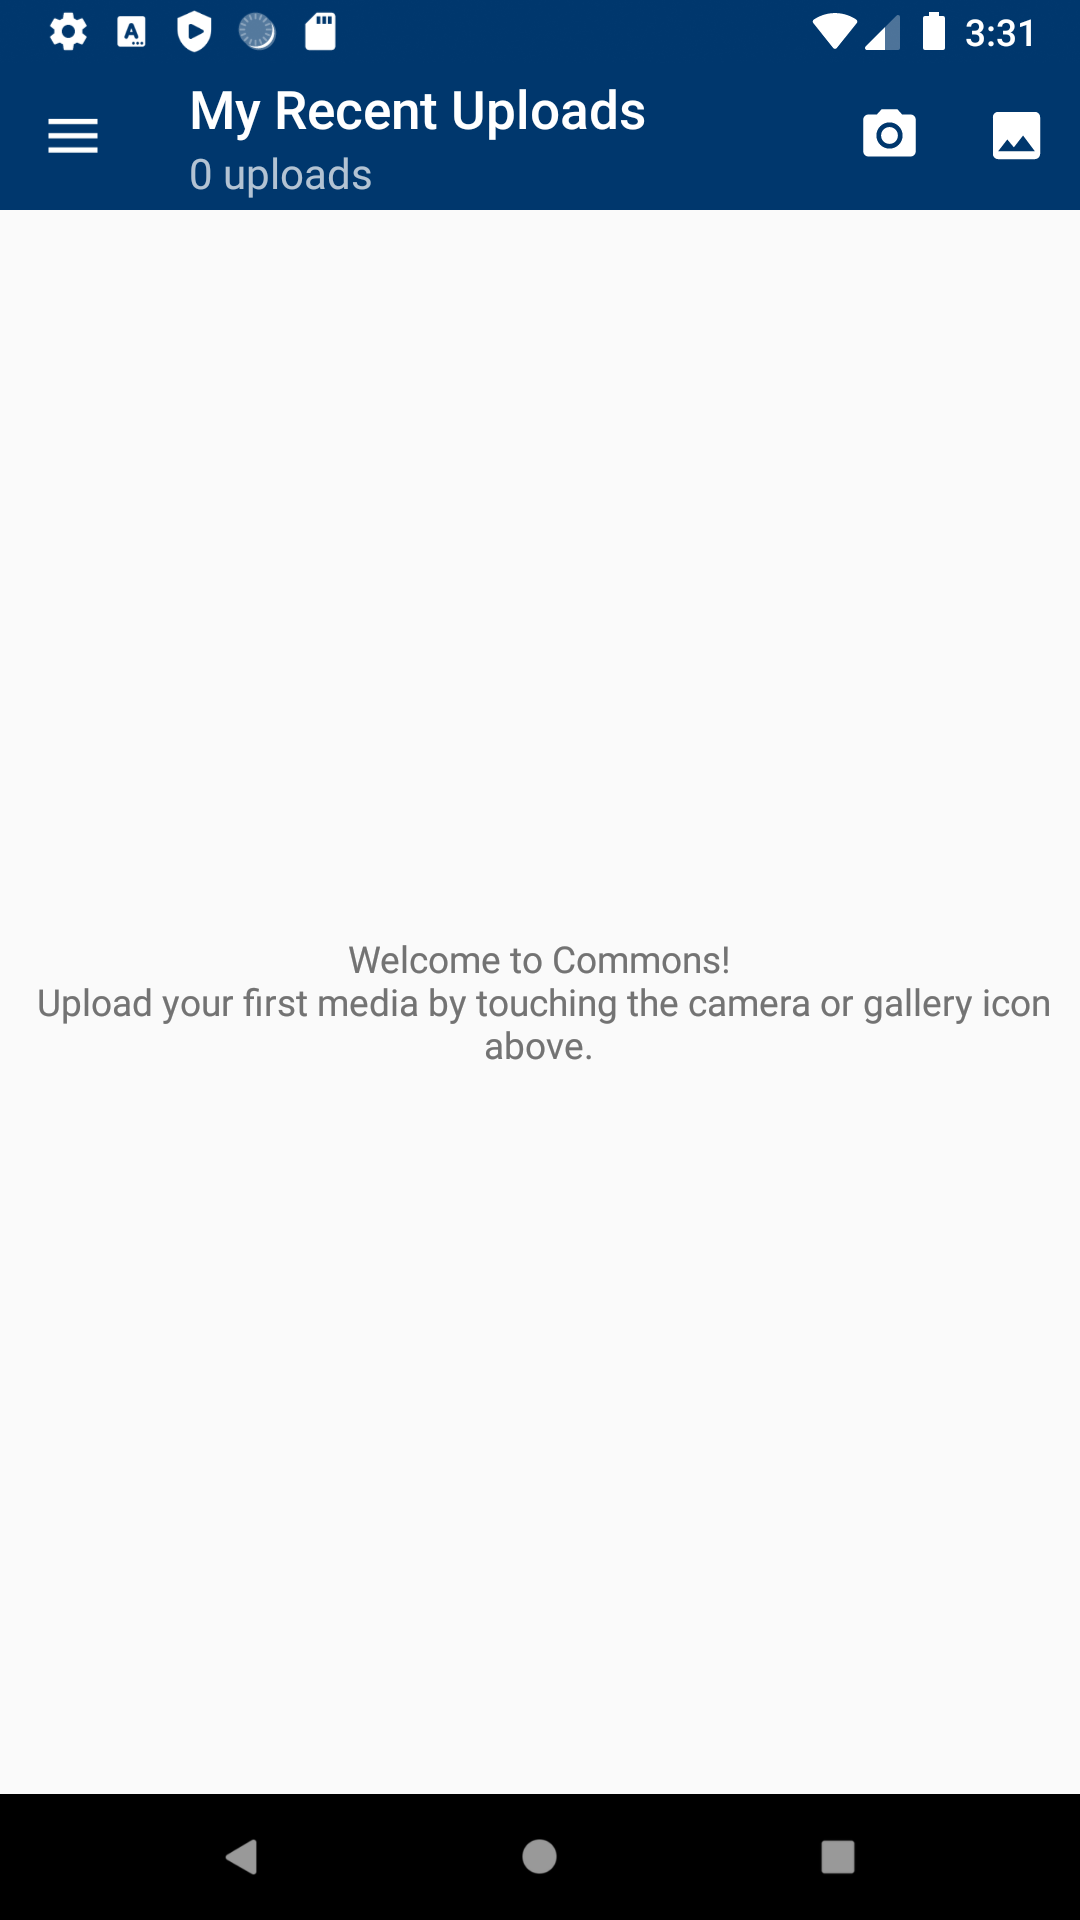 3:31
My Recent Uploads
0 uploads
Welcome to Commons!
Upload your first media by touching the camera or gallery icon
above.